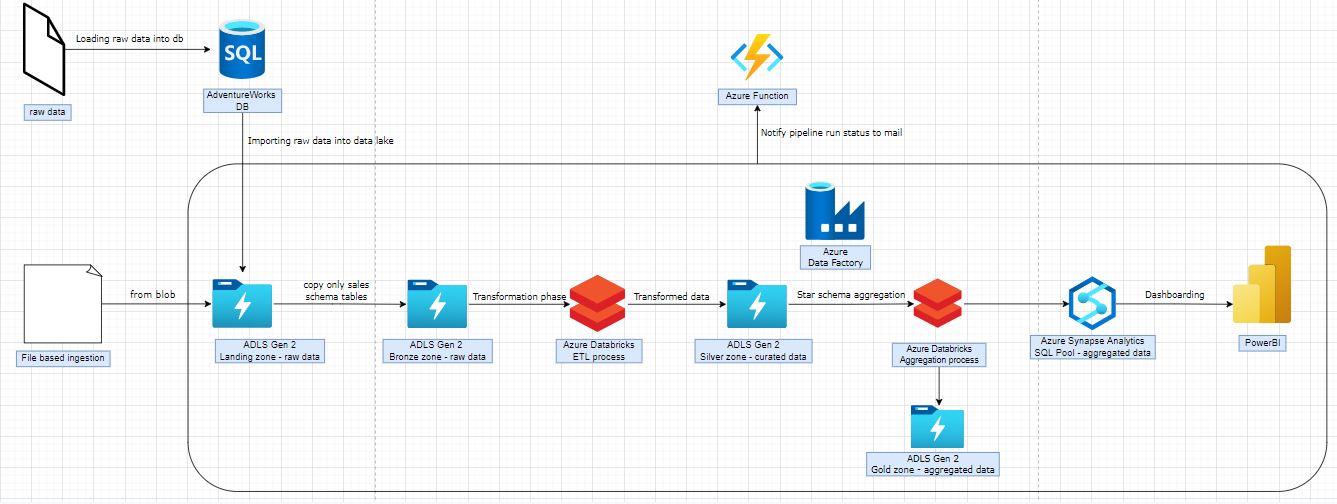 Loading raw data into db
SQL
raw data
AdventureWorks
DB
Azure Function
Importing raw data into data lake
Notify pipeline run status to mail
Azure
Data Factory
from blob
copy only sales
schema tables
Transformation phase
Transformed data
Star schema aggregation
Dashboarding
File based ingestion
ADLS Gen 2
Landing zone - raw data
ADLS Gen 2
Bronze zone - raw data
Azure Databricks
ETL process
ADLS Gen 2
Silver zone - curated data
Azure Databricks
Aggregation process
Azure Synapse Analytics
SQL Pool - aggregated data
PowerBI
ADLS Gen 2
Gold zone - aggregated data